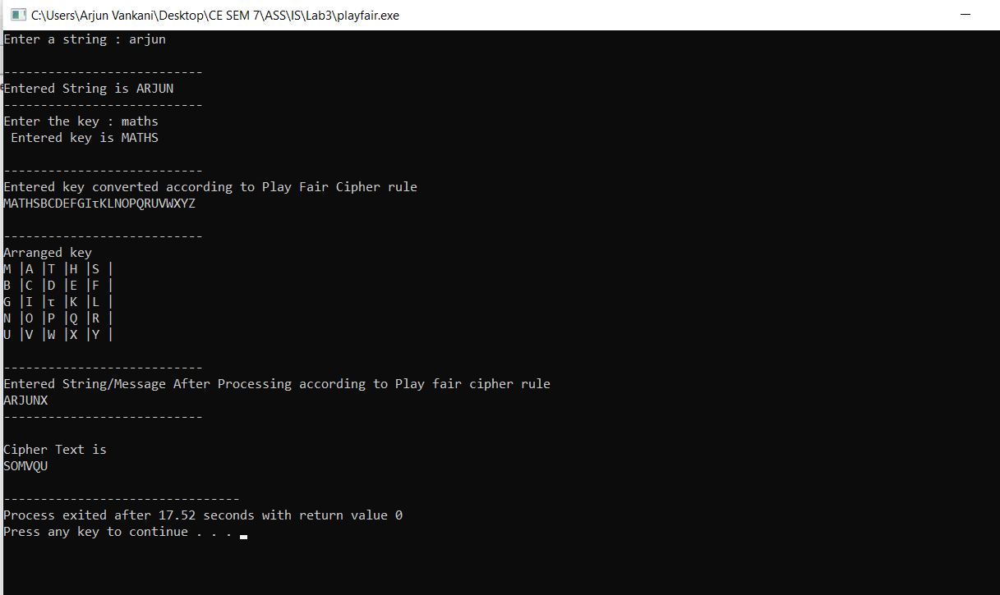 C:\Users\Arjun Vankani\Desktop\CE SEM 7\ASS\IS\Lab3\playfair.exe
Enter a string : arjun
---------------------------
Entered String is ARJUN
---------------------------
Enter the key : maths
Entered key is MATHS
---------------------------
Entered key converted according to Play Fair Cipher rule
MATHSBCDEFGIτKLNOPQRUVWXYZ
---------------------------
Arranged key
M |A |T |H |S |
B |C |D |E |F |
G |I |τ |K |L |
N |O |P |Q |R |
U |V |W |X |Y |
---------------------------
Entered String/Message After Processing according to Play fair cipher rule
ARJUNX
---------------------------
Cipher Text is
SOMVQU
--------------------------------
Process exited after 17.52 seconds with return value 0
Press any key to continue . . .